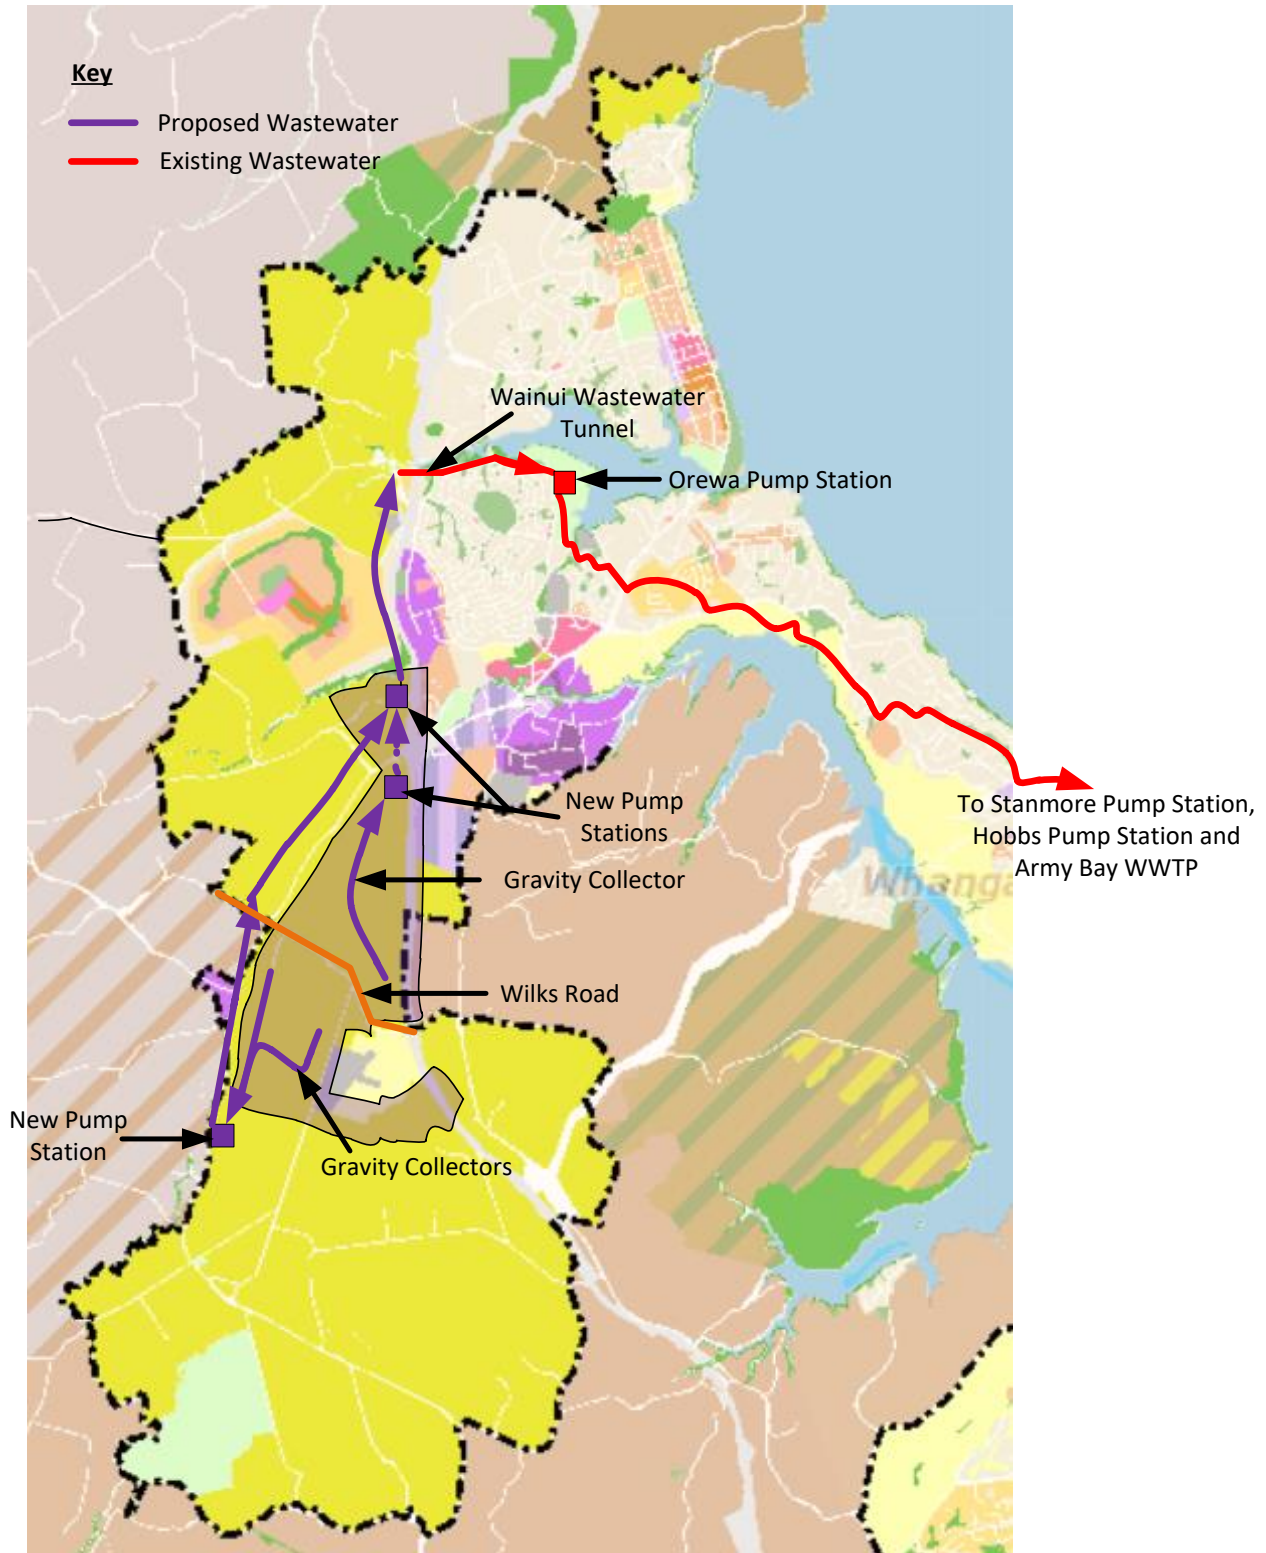 Key
Proposed Wastewater
Existing Wastewater
Wainui Wastewater
Tunnel
Orewa Pump Station
New Pump
Stations
To Stanmore Pump Station,
Hobbs Pump Station and
Army Bay WWTP
Gravity Collector
Whanga
Wilks Road
New Pump
Station
Gravity Collectors